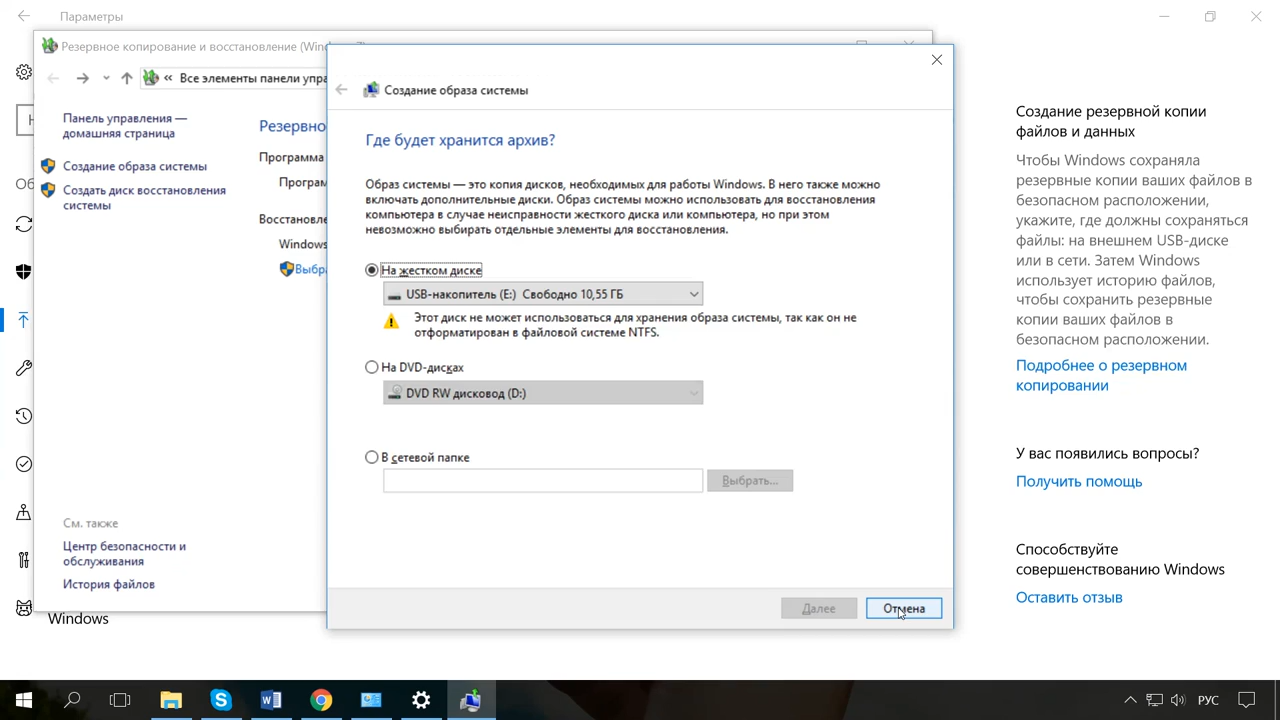 Параметры
Резервное копирование и восстановление (Win
Все элементы панели упра
Панель управления —
домашняя страница
Создание образа системы
Создать диск восстановления
системы
Резервно
Программа
Програм
Восстановле
Windows
Выбра
См. также
Центр безопасности и
обслуживания
История файлов
Windows
Создание образа системы
Где будет хранится архив?
Образ системы — это копия дисков, необходимых для работы Windows. В него также можно
включать дополнительные диски. Образ системы можно использовать для восстановления
компьютера в случае неисправности жесткого диска или компьютера, но при этом
невозможно выбирать отдельные элементы для восстановления.
На жестком диске
USB-накопитель (E:) Свободно 10,55 ГБ
Этот диск не может использоваться для хранения образа системы, так как он не
отформатирован в файловой системе NTFS.
На DVD-дисках
DVD RW дисковод (D:)
В сетевой папке
Выбрать...
Далее
Отмена
Создание резервной копии
файлов и данных
Чтобы Windows сохраняла
резервные копии ваших файлов в
безопасном расположении,
укажите, где должны сохраняться
файлы: на внешнем USB-диске
или в сети. Затем Windows
использует историю файлов,
чтобы сохранить резервные
копии ваших файлов в
безопасном расположении.
Подробнее о резервном
копировании
У вас появились вопросы?
Получить помощь
Способствуйте
совершенствованию Windows
Оставить отзыв
РУС